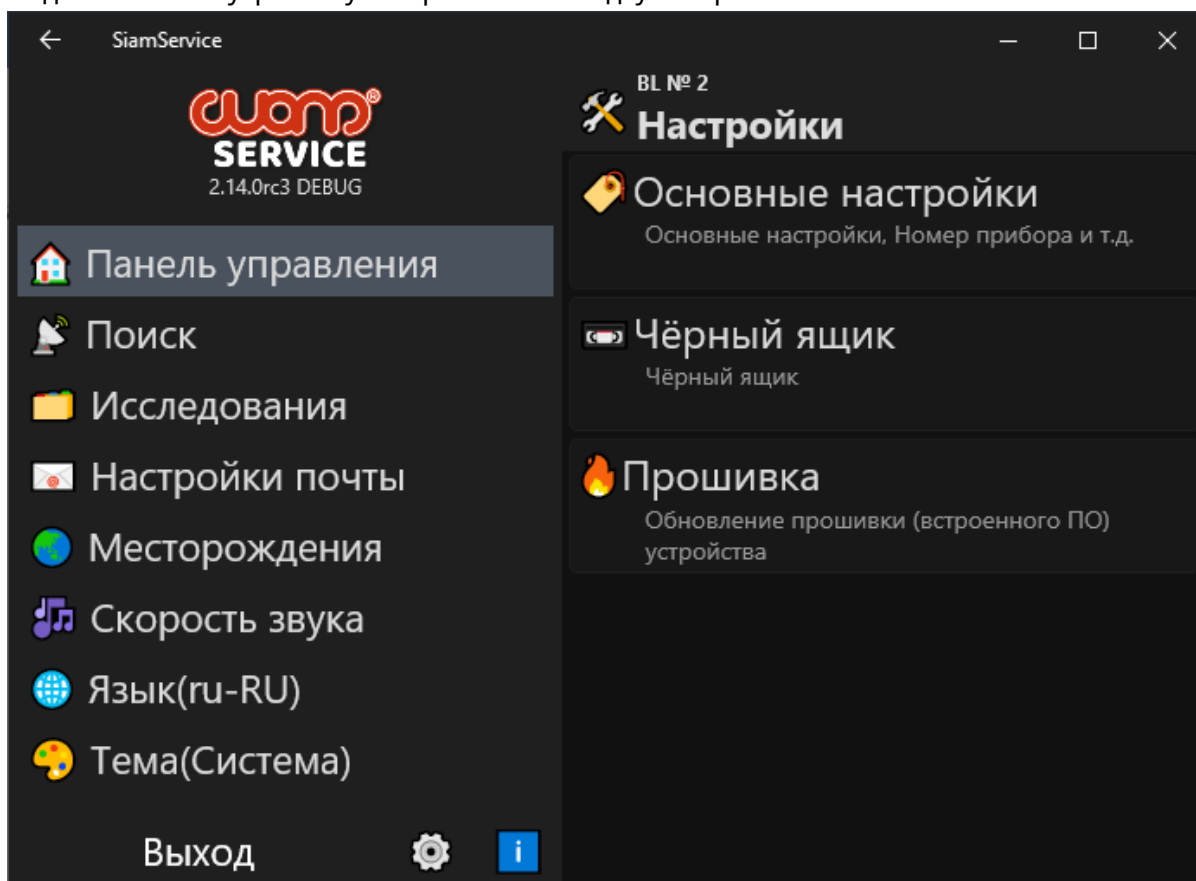 SiamService
сиам®
SERVICE
2.14.0rc3 DEBUG
Панель управления
Поиск
Исследования
Настройки почты
Месторождения
Скорость звука
Язык(ru-RU)
Тема(Система)
Выход
BL № 2
Настройки
Основные настройки
Основные настройки, Номер прибора и т.д.
Чёрный ящик
Чёрный ящик
Прошивка
Обновление прошивки (встроенного ПО)
устройства